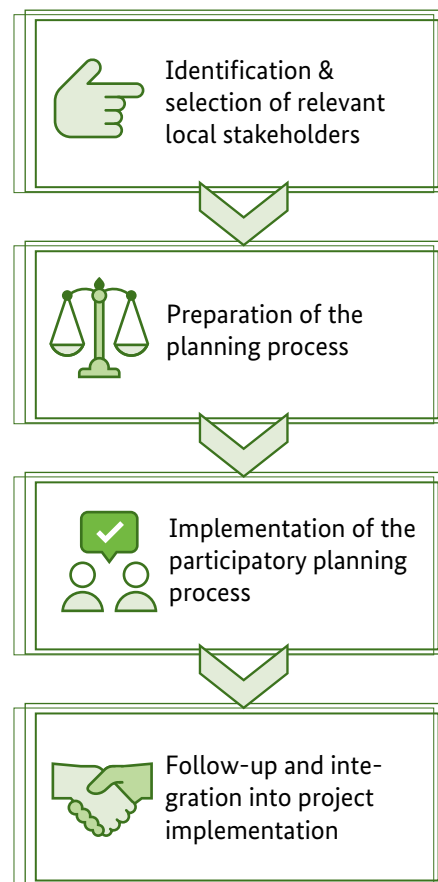 Identification &
selection of relevant
local stakeholders
Preparation of the
planning process
Implementation of the
participatory planning
process
Follow-up and inte-
gration into project
implementation